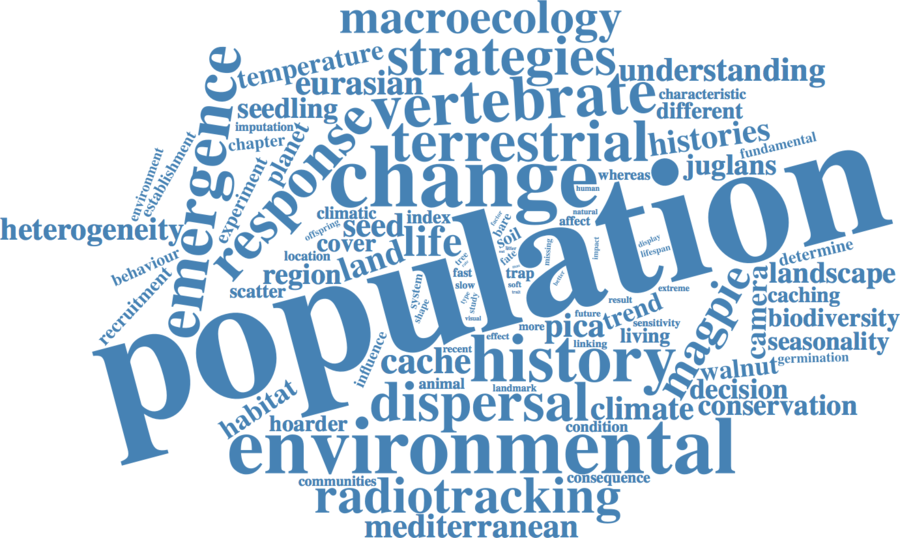 macroecology
temperature
strategies
eurasian
understanding
vertebrate
characteristic
seedling
different
imputation
emergence
response
chapter
terrestrial
histories
fundamental
environment
establishment
planet
experiment
change
whereas
juglans
human
population
climatic
index
natural
offspring
seed
bare
affect
heterogeneity
cover
life
soil
factor
display
lifespan
location
land
fate
missing
impact
determine
behaviour
region
tree
fast
trap
landscape
recruitment
scatter
system
slow
soft
better
extreme
magpie
camera
caching
shape
type
study
result
trend
visual
future
biodiversity
more
pica
sensitivity
effect
living
seasonality
influence
recent
linking
history
cache
germination
walnut
animal
landmark
decision
habitat
dispersal
climate
conservation
hoarder
condition
environmental
communities
consequence
radiotracking
mediterranean